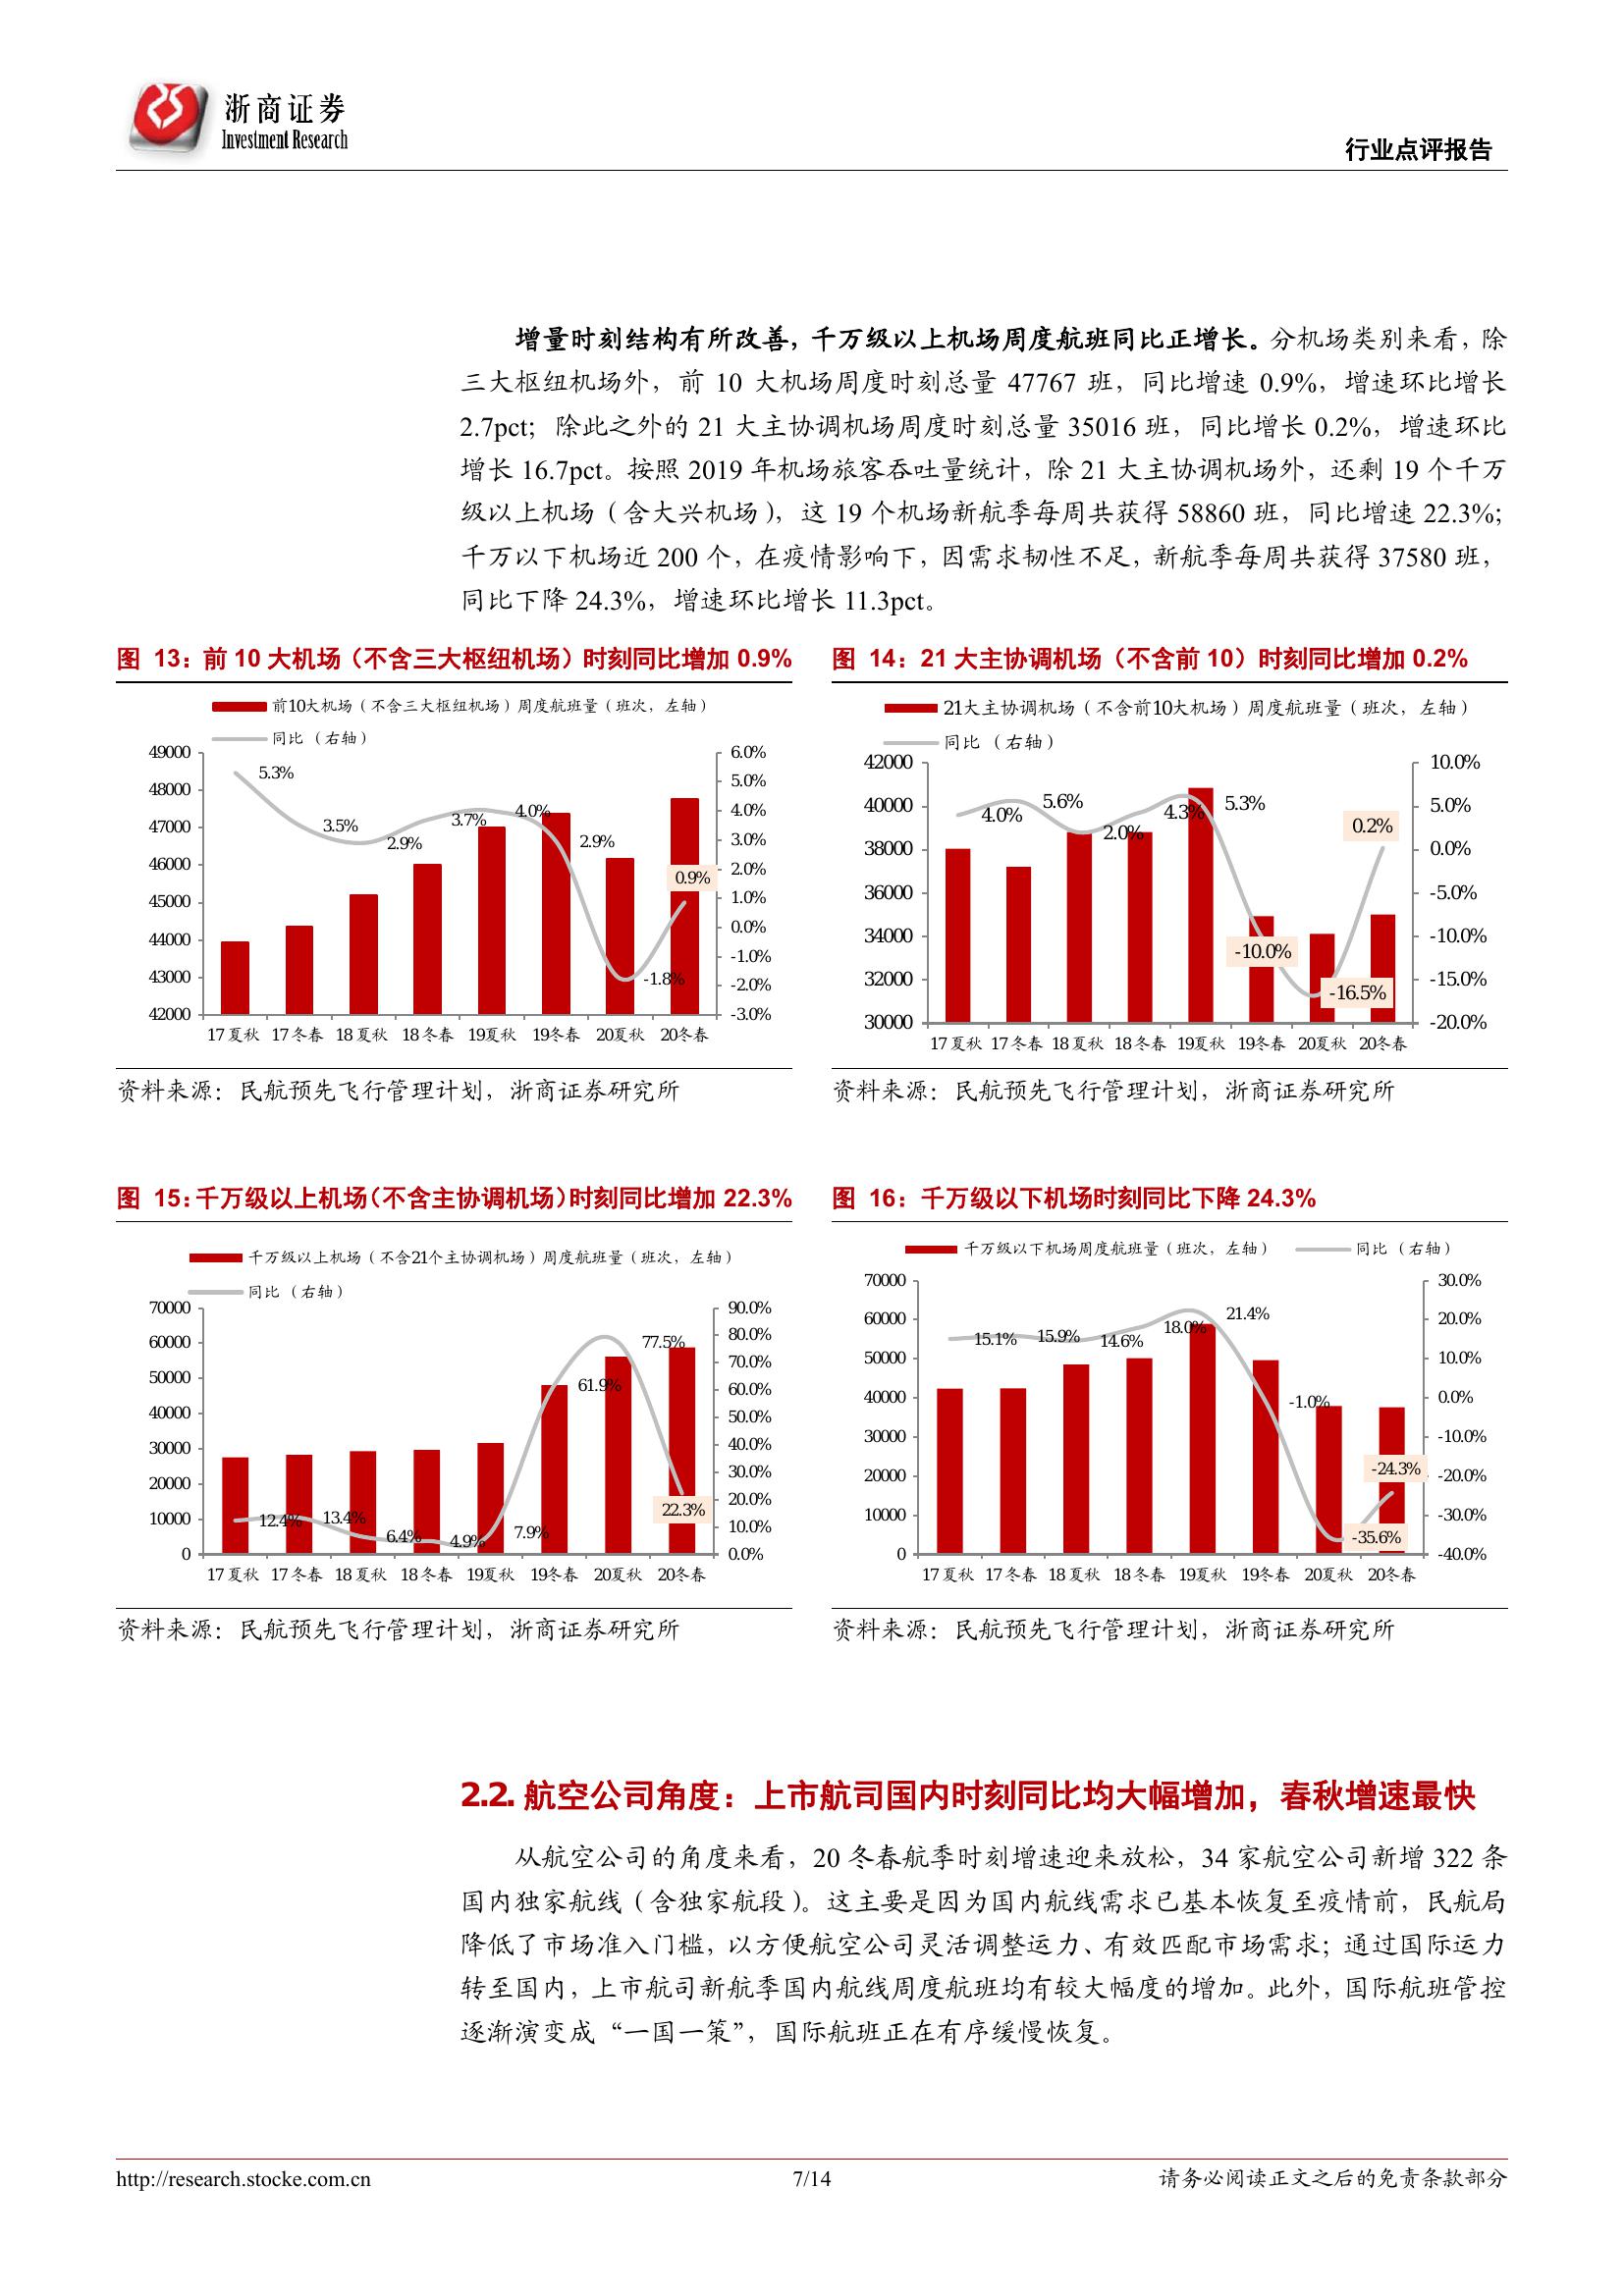 浙商证券
Investment Research
行业点评报告
增量时刻结构有所改善，千万级以上机场周度航班同比正增长。分机场类别来看，除
三大枢纽机场外，前 10 大机场周度时刻总量 47767 班，同比增速 0.9%，增速环比增长
2.7pct；除此之外的 21 大主协调机场周度时刻总量 35016 班，同比增长 0.2%，增速环比
增长 16.7pct。按照 2019 年机场旅客吞吐量统计，除 21 大主协调机场外，还剩 19 个千万
级以上机场（含大兴机场），这 19 个机场新航季每周共获得 58860 班，同比增速 22.3%；
千万以下机场近 200 个，在疫情影响下，因需求韧性不足，新航季每周共获得 37580 班，
同比下降 24.3%，增速环比增长 11.3pct。
图 13：前 10 大机场（不含三大枢纽机场）时刻同比增加 0.9%
前10大机场（不含三大枢纽机场）周度航班量（班次，左轴）
同比（右轴）
49000
48000
47000
46000
45000
44000
43000
42000
6.0%
5.0%
4.0%
3.0%
2.0%
1.0%
0.0%
-1.0%
-2.0%
-3.0%
5.3%
3.5%
2.9%
3.7%
4.0%
2.9%
-1.8%
0.9%
17夏秋 17冬春 18夏秋 18冬春 19夏秋 19冬春 20夏秋 20冬春
资料来源：民航预先飞行管理计划，浙商证券研究所
图 14：21 大主协调机场（不含前 10）时刻同比增加 0.2%
21大主协调机场（不含前10大机场）周度航班量（班次，左轴）
同比（右轴）
42000
40000
38000
36000
34000
32000
30000
10.0%
5.0%
0.0%
-5.0%
-10.0%
-15.0%
-20.0%
4.0%
5.6%
2.0%
4.3%
5.3%
-10.0%
-16.5%
0.2%
17夏秋 17冬春 18夏秋 18冬春 19夏秋 19冬春 20夏秋 20冬春
资料来源：民航预先飞行管理计划，浙商证券研究所
图 15：千万级以上机场（不含主协调机场）时刻同比增加 22.3%
千万级以上机场（不含21个主协调机场）周度航班量（班次，左轴）
同比（右轴）
70000
60000
50000
40000
30000
20000
10000
0
90.0%
80.0%
70.0%
60.0%
50.0%
40.0%
30.0%
20.0%
10.0%
0.0%
12.4%
13.4%
6.4%
4.9%
7.9%
61.9%
77.5%
22.3%
17夏秋 17冬春 18夏秋 18冬春 19夏秋 19冬春 20夏秋 20冬春
资料来源：民航预先飞行管理计划，浙商证券研究所
图 16：千万级以下机场时刻同比下降 24.3%
千万级以下机场周度航班量（班次，左轴） 同比（右轴）
70000
60000
50000
40000
30000
20000
10000
0
30.0%
20.0%
10.0%
0.0%
-10.0%
-20.0%
-30.0%
-40.0%
15.1%
15.9%
14.6%
18.0%
21.4%
-1.0%
-35.6%
-24.3%
17夏秋 17冬春 18夏秋 18冬春 19夏秋 19冬春 20夏秋 20冬春
资料来源：民航预先飞行管理计划，浙商证券研究所
2.2. 航空公司角度：上市航司国内时刻同比均大幅增加，春秋增速最快
从航空公司的角度来看，20 冬春航季时刻增速迎来放松，34 家航空公司新增 322 条
国内独家航线（含独家航段）。这主要是因为国内航线需求已基本恢复至疫情前，民航局
降低了市场准入门槛，以方便航空公司灵活调整运力、有效匹配市场需求；通过国际运力
转至国内，上市航司新航季国内航线周度航班均有较大幅度的增加。此外，国际航班管控
逐渐演变成“一国一策”，国际航班正在有序缓慢恢复。
http://research.stocke.com.cn
7/14
请务必阅读正文之后的免责条款部分